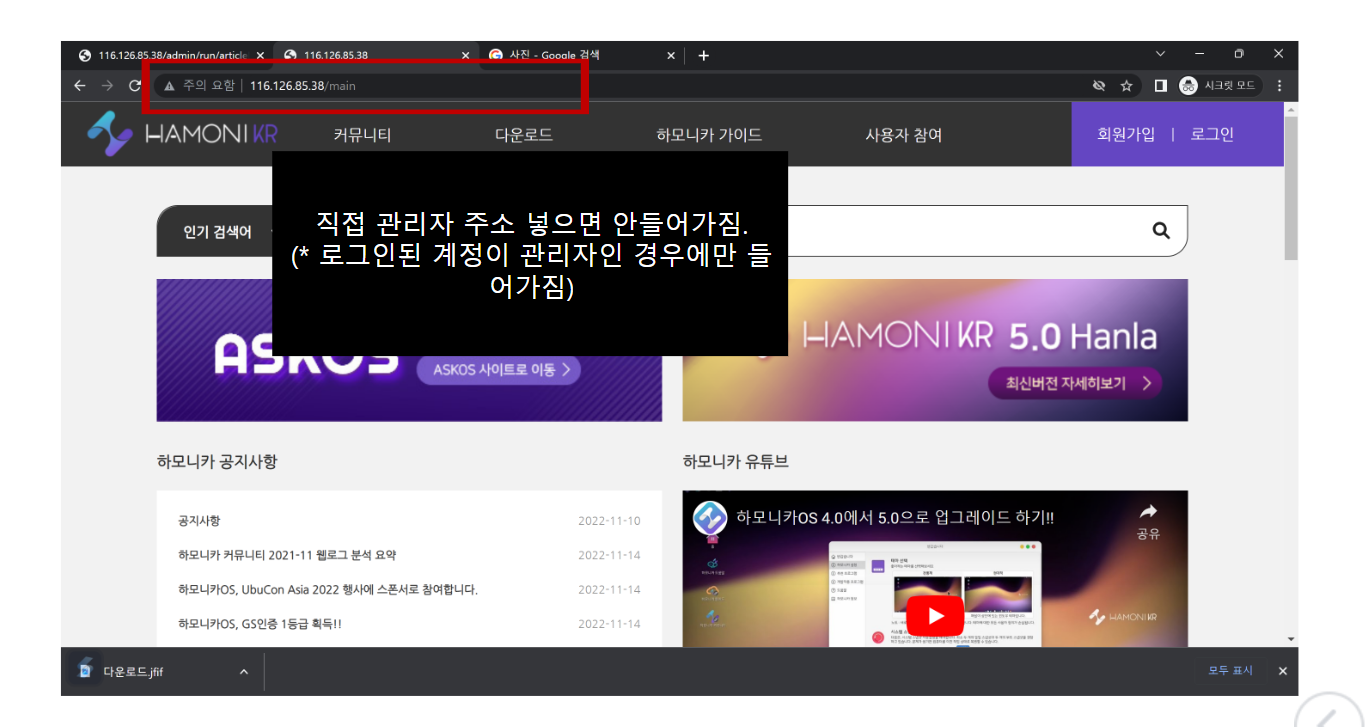 116.126.85.38/admin/run/article
116.126.85.38
사진 - Google 검색
주의 요함 | 116.126.85.38/main
시크릿 모드
HAMONIKR
커뮤니티
다운로드
하모니카 가이드
사용자 참여
회원가입 | 로그인
인기 검색어
직접 관리자 주소 넣으면 안들어가짐.
(* 로그인된 계정이 관리자인 경우에만 들
어가짐)
ASKOS
ASKOS 사이트로 이동 >
HAMONIKR 5.0 Hanla
최신버전 자세히보기 >
하모니카 공지사항
하모니카 유튜브
공지사항 2022-11-10
하모니카 커뮤니티 2021-11 웹로그 분석 요약 2022-11-14
하모니카OS, UbuCon Asia 2022 행사에 스폰서로 참여합니다. 2022-11-14
하모니카OS, GS인증 1등급 획득!! 2022-11-14
하모니카OS 4.0에서 5.0으로 업그레이드 하기!!
공유
HAMONIKR
다운로드.jfif
모두 표시